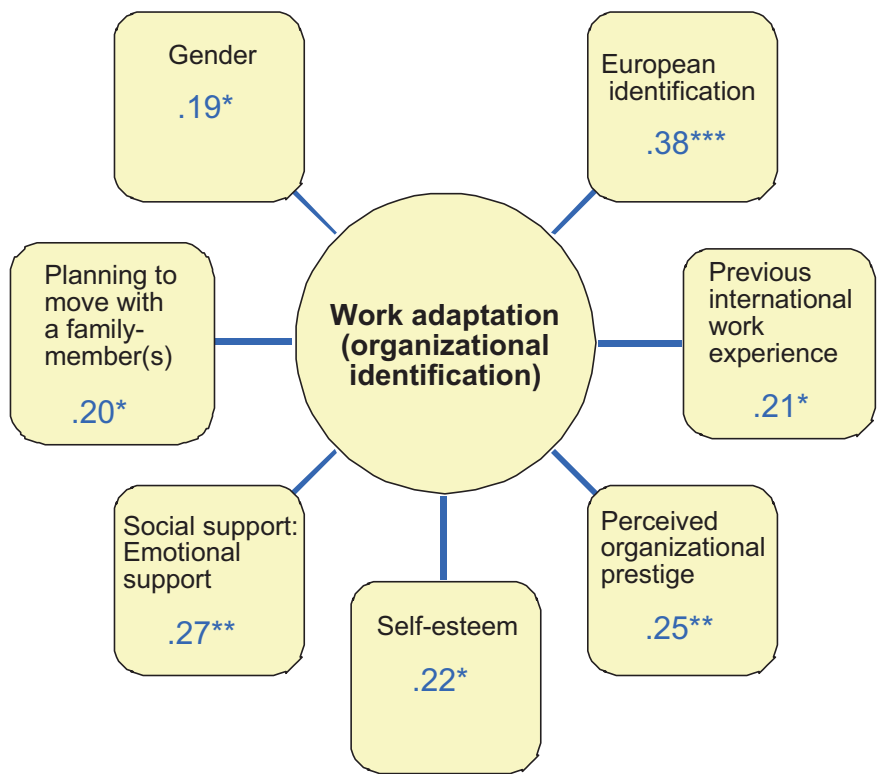 Gender
.19*
European
identification
.38***
Planning to
move with
a family-
member(s)
.20*
Work adaptation
(organizational
identification)
Previous
international
work
experience
.21*
Social support:
Emotional
support
.27**
Self-esteem
.22*
Perceived
organizational
prestige
.25**